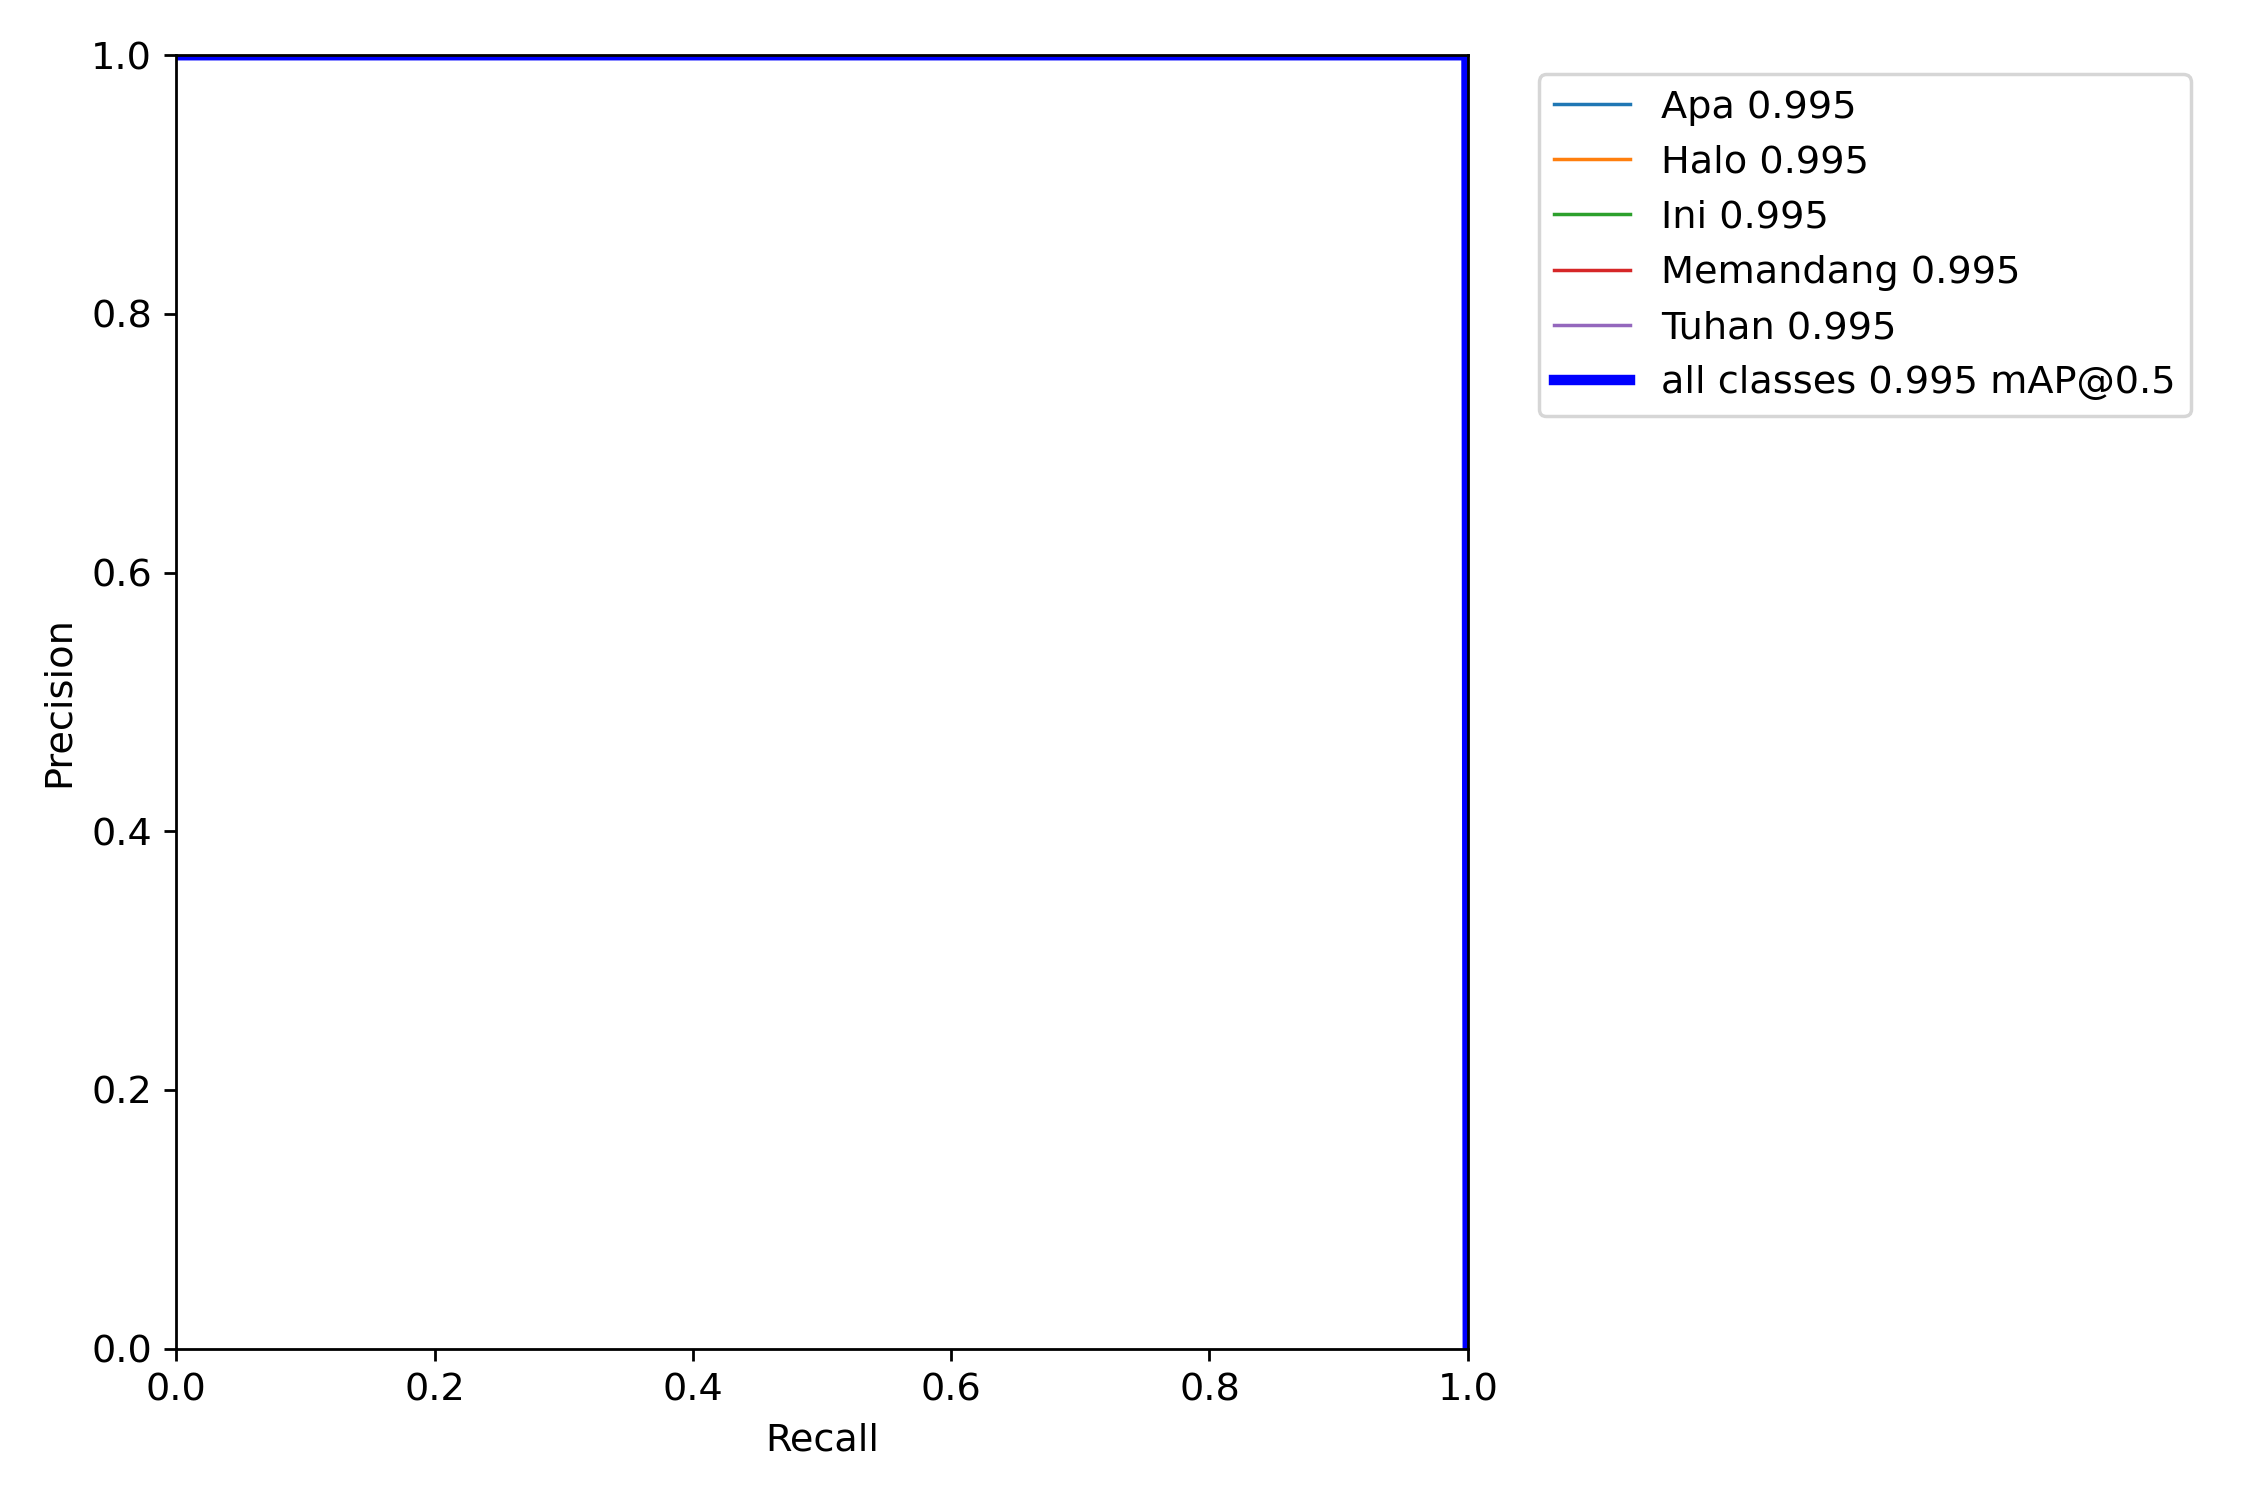 1.0
0.8
0.6
0.4
0.2
0.0
Precision
0.0 0.2 0.4 0.6 0.8 1.0
Recall
Apa 0.995
Halo 0.995
Ini 0.995
Memandang 0.995
Tuhan 0.995
all classes 0.995 mAP@0.5